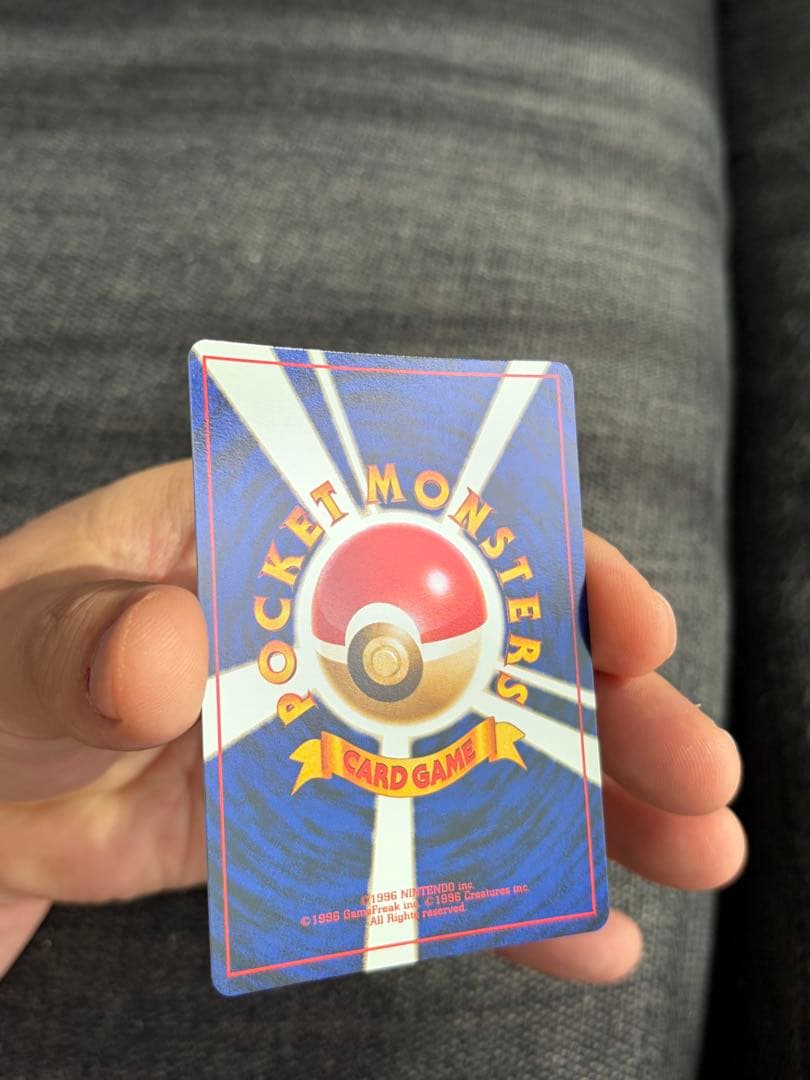 POCKET MONSTERS
CARD GAME
©1996 NINTENDO inc.
©1996 GameFreak inc. ©1996 Creatures inc.
All Rights reserved.